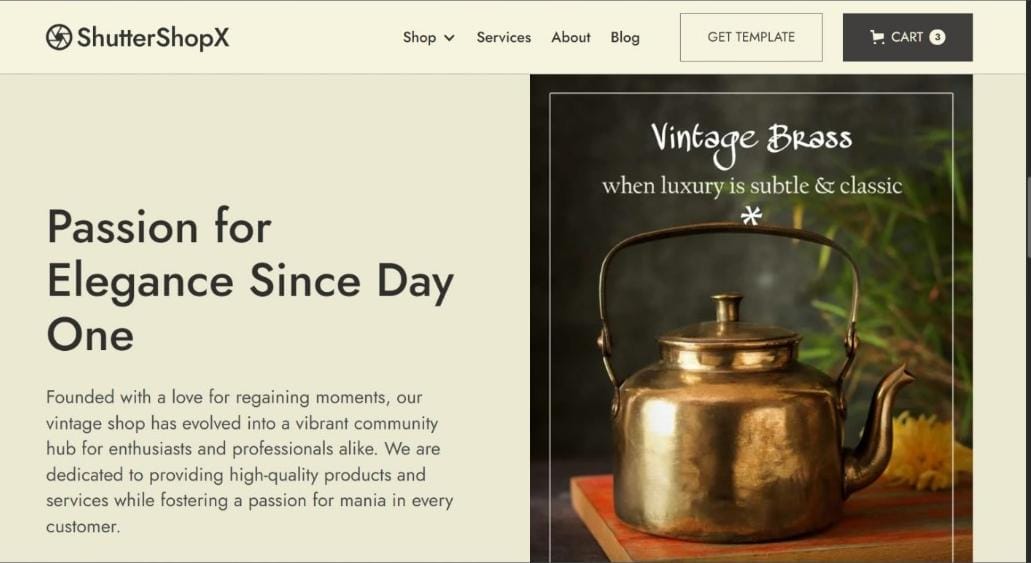 ShutterShopX
Shop
Services
About
Blog
GET TEMPLATE
CART 3
Passion for
Elegance Since Day
One
Founded with a love for regaining moments, our
vintage shop has evolved into a vibrant community
hub for enthusiasts and professionals alike. We are
dedicated to providing high-quality products and
services while fostering a passion for mania in every
customer.
Vintage Brass
when luxury is subtle & classic
*